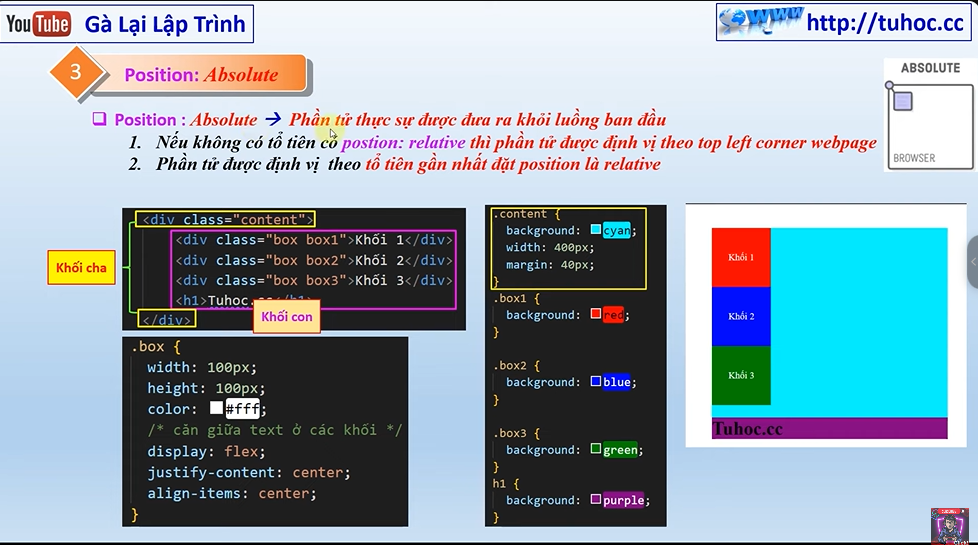 YouTube Gà Lại Lập Trình
http://tuhoc.cc
3 Position: Absolute
ABSOLUTE
BROWSER
❑ Position : Absolute → Phần tử thực sự được đưa ra khỏi luồng ban đầu
1. Nếu không có tổ tiên có postion: relative thì phần tử được định vị theo top left corner webpage
2. Phần tử được định vị theo tổ tiên gần nhất đặt position là relative
Khối cha
<div class="content">
<div class="box box1">Khối 1</div>
<div class="box box2">Khối 2</div>
<div class="box box3">Khối 3</div>
<h1>Tuhoc.cc</h1>
</div>
Khối con
.box {
width: 100px;
height: 100px;
color: #fff;
/* căn giữa text ở các khối */
display: flex;
justify-content: center;
align-items: center;
}
.content {
background: cyan;
width: 400px;
margin: 40px;
}
.box1 {
background: red;
}
.box2 {
background: blue;
}
.box3 {
background: green;
}
h1 {
background: purple;
}
Khối 1
Khối 2
Khối 3
Tuhoc.cc